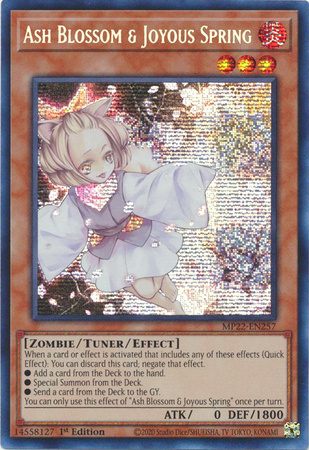 ASH BLOSSOM & JOYOUS SPRING
MP22-EN257
[ZOMBIE/TUNER/EFFECT]
When a card or effect is activated that includes any of these effects (Quick
Effect): You can discard this card; negate that effect.
● Add a card from the Deck to the hand.
● Special Summon from the Deck.
● Send a card from the Deck to the GY.
You can only use this effect of "Ash Blossom & Joyous Spring" once per turn.
ATK/ 0 DEF/1800
14558127 1st Edition ©2020 Studio Dice/SHUEISHA, TV TOKYO, KONAMI